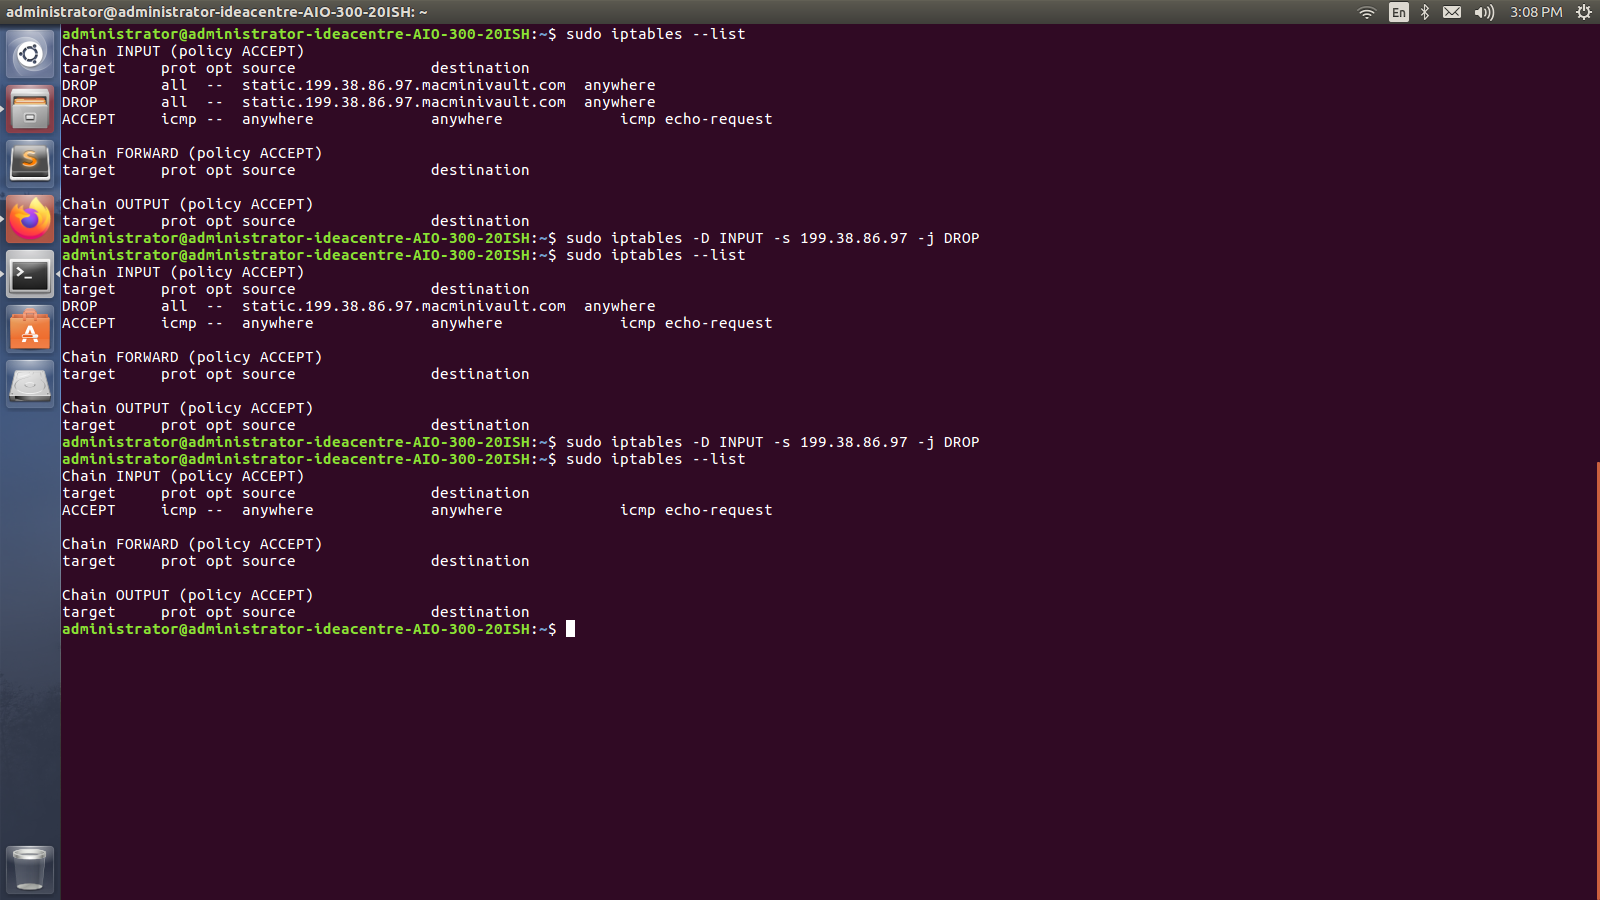 administrator@administrator-ideacentre-AIO-300-20ISH: ~
En
3:08 PM
administrator@administrator-ideacentre-AIO-300-20ISH:~$ sudo iptables --list
Chain INPUT (policy ACCEPT)
target     prot opt source               destination
DROP       all  --  static.199.38.86.97.macminivault.com  anywhere
DROP       all  --  static.199.38.86.97.macminivault.com  anywhere
ACCEPT     icmp --  anywhere             anywhere             icmp echo-request
Chain FORWARD (policy ACCEPT)
target     prot opt source               destination
Chain OUTPUT (policy ACCEPT)
target     prot opt source               destination
administrator@administrator-ideacentre-AIO-300-20ISH:~$ sudo iptables -D INPUT -s 199.38.86.97 -j DROP
administrator@administrator-ideacentre-AIO-300-20ISH:~$ sudo iptables --list
Chain INPUT (policy ACCEPT)
target     prot opt source               destination
DROP       all  --  static.199.38.86.97.macminivault.com  anywhere
ACCEPT     icmp --  anywhere             anywhere             icmp echo-request
Chain FORWARD (policy ACCEPT)
target     prot opt source               destination
Chain OUTPUT (policy ACCEPT)
target     prot opt source               destination
administrator@administrator-ideacentre-AIO-300-20ISH:~$ sudo iptables -D INPUT -s 199.38.86.97 -j DROP
administrator@administrator-ideacentre-AIO-300-20ISH:~$ sudo iptables --list
Chain INPUT (policy ACCEPT)
target     prot opt source               destination
ACCEPT     icmp --  anywhere             anywhere             icmp echo-request
Chain FORWARD (policy ACCEPT)
target     prot opt source               destination
Chain OUTPUT (policy ACCEPT)
target     prot opt source               destination
administrator@administrator-ideacentre-AIO-300-20ISH:~$